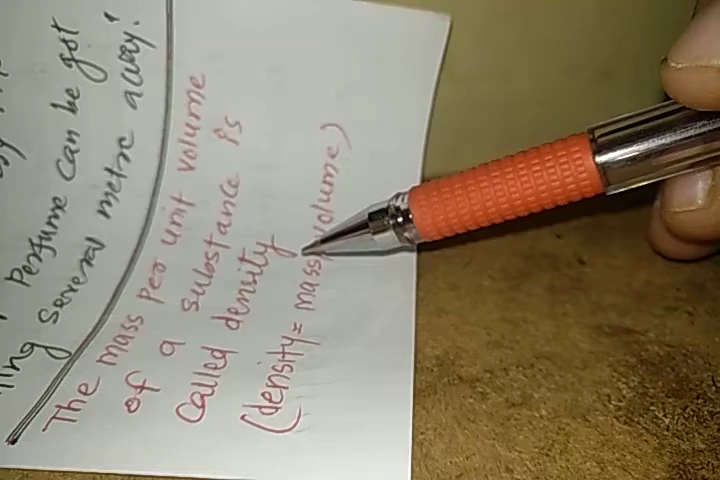 Perfume can be got
several metre away?
The mass per unit volume
of a substance is
Called density
(density = mass volume)